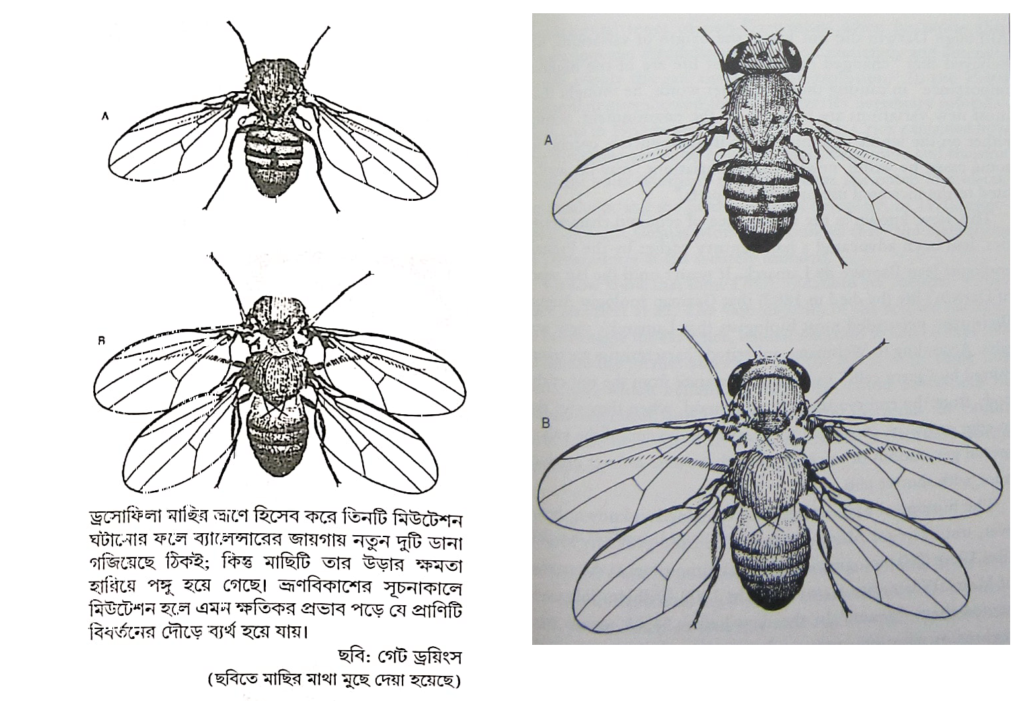 A
B
ড্রসোফিলা মাছির ভ্রূণে হিসেব করে তিনটি মিউটেশন
ঘটানোর ফলে ব্যালেন্সারের জায়গায় নতুন দুটি ডানা
গজিয়েছে ঠিকই; কিন্তু মাছিটি তার উড়ার ক্ষমতা
হারিয়ে পঙ্গু হয়ে গেছে। ভ্রূণবিকাশের সূচনাকালে
মিউটেশন হলে এমন ক্ষতিকর প্রভাব পড়ে যে প্রাণিটি
বিবর্তনের দৌড়ে ব্যর্থ হয়ে যায়।
ছবি: গেট ড্রয়িংস
(ছবিতে মাছির মাথা মুছে দেয়া হয়েছে)
A
B